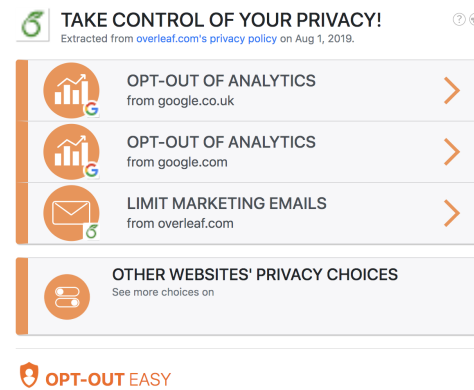 TAKE CONTROL OF YOUR PRIVACY!
Extracted from overleaf.com's privacy policy on Aug 1, 2019.
OPT-OUT OF ANALYTICS
from google.co.uk
OPT-OUT OF ANALYTICS
from google.com
LIMIT MARKETING EMAILS
from overleaf.com
OTHER WEBSITES' PRIVACY CHOICES
See more choices on
OPT-OUT EASY